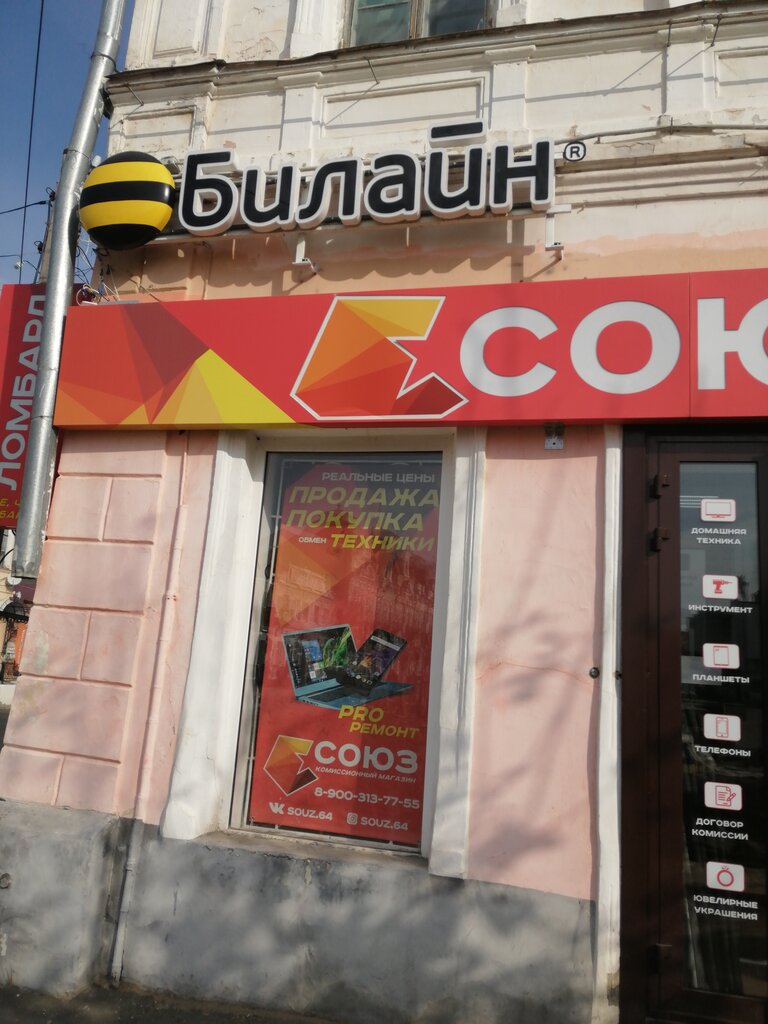 Билайн®
СОЮ
ЛОМБАРД
РЕАЛЬНЫЕ ЦЕНЫ
ПРОДАЖА
ПОКУПКА
ОБМЕН ТЕХНИКИ
PRO
РЕМОНТ
СОЮЗ
КОМИССИОННЫЙ МАГАЗИН
8-900-313-77-55
SOUZ.64 SOUZ.64
ДОМАШНЯЯ
ТЕХНИКА
ИНСТРУМЕНТ
ПЛАНШЕТЫ
ТЕЛЕФОНЫ
ДОГОВОР
КОМИССИИ
ЮВЕЛИРНЫЕ
УКРАШЕНИЯ